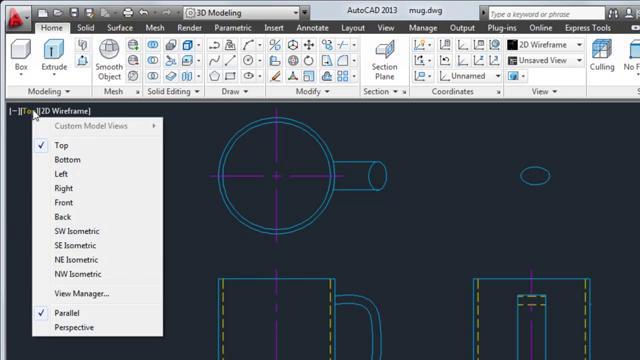 3D Modeling
AutoCAD 2013 mug.dwg
Type a keyword or phrase
Home Solid Surface Mesh Render Parametric Insert Annotate View Manage Output Plug-ins Online Express Tools
Box
Extrude
Smooth
Object
Section
Plane
2D Wireframe
Unsaved View
Unnamed
Culling
No F
Modeling
Mesh
Solid Editing
Draw
Modify
Section
Coordinates
View
[−][Top][2D Wireframe]
Custom Model Views
Top
Bottom
Left
Right
Front
Back
SW Isometric
SE Isometric
NE Isometric
NW Isometric
View Manager...
Parallel
Perspective